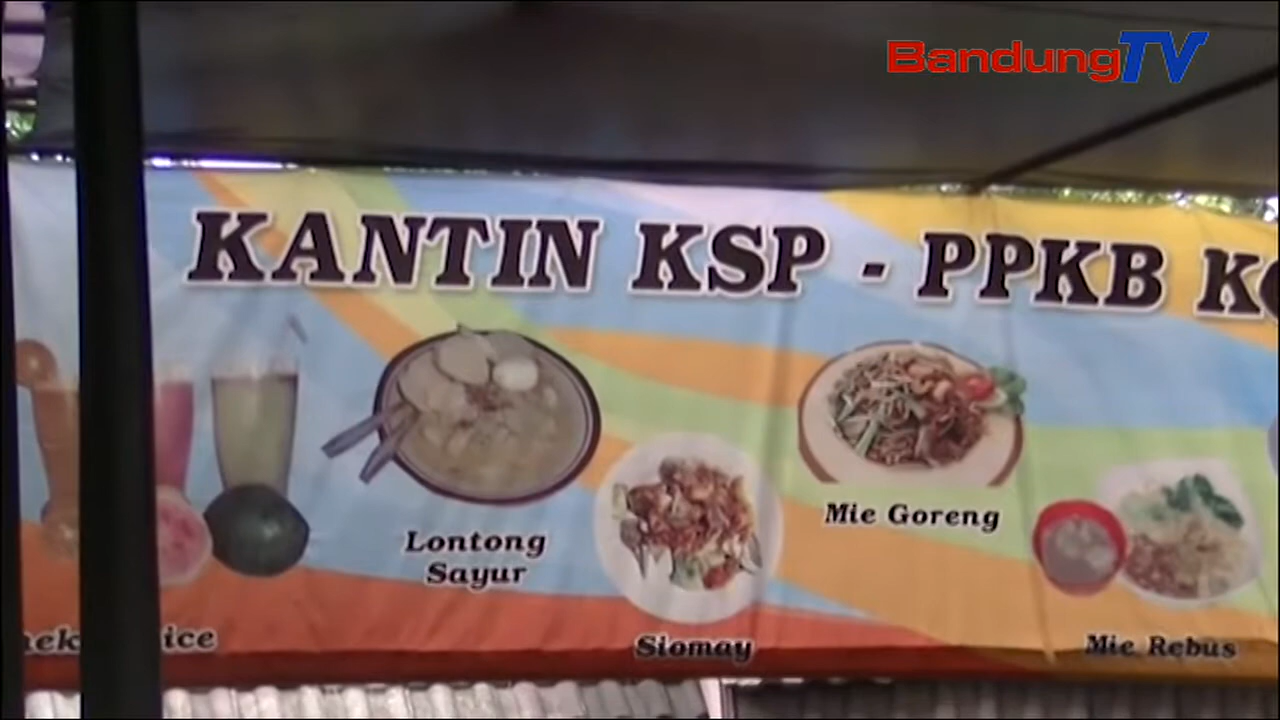 BandungTV
KANTIN KSP - PPKB
Lontong
Sayur
Mie Goreng
Siomay
Mie Rebus